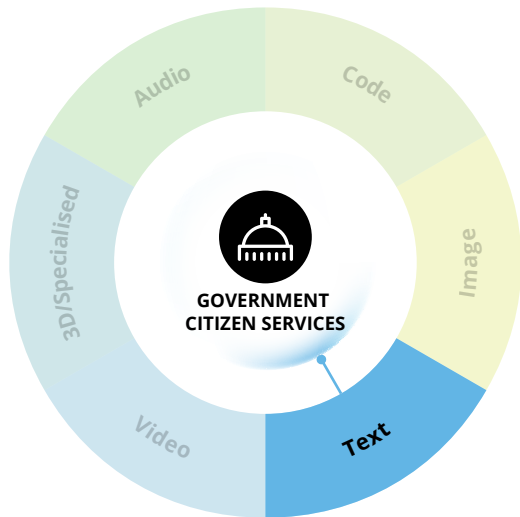 Audio
Code
3D/Specialised
Image
GOVERNMENT
CITIZEN SERVICES
Video
Text